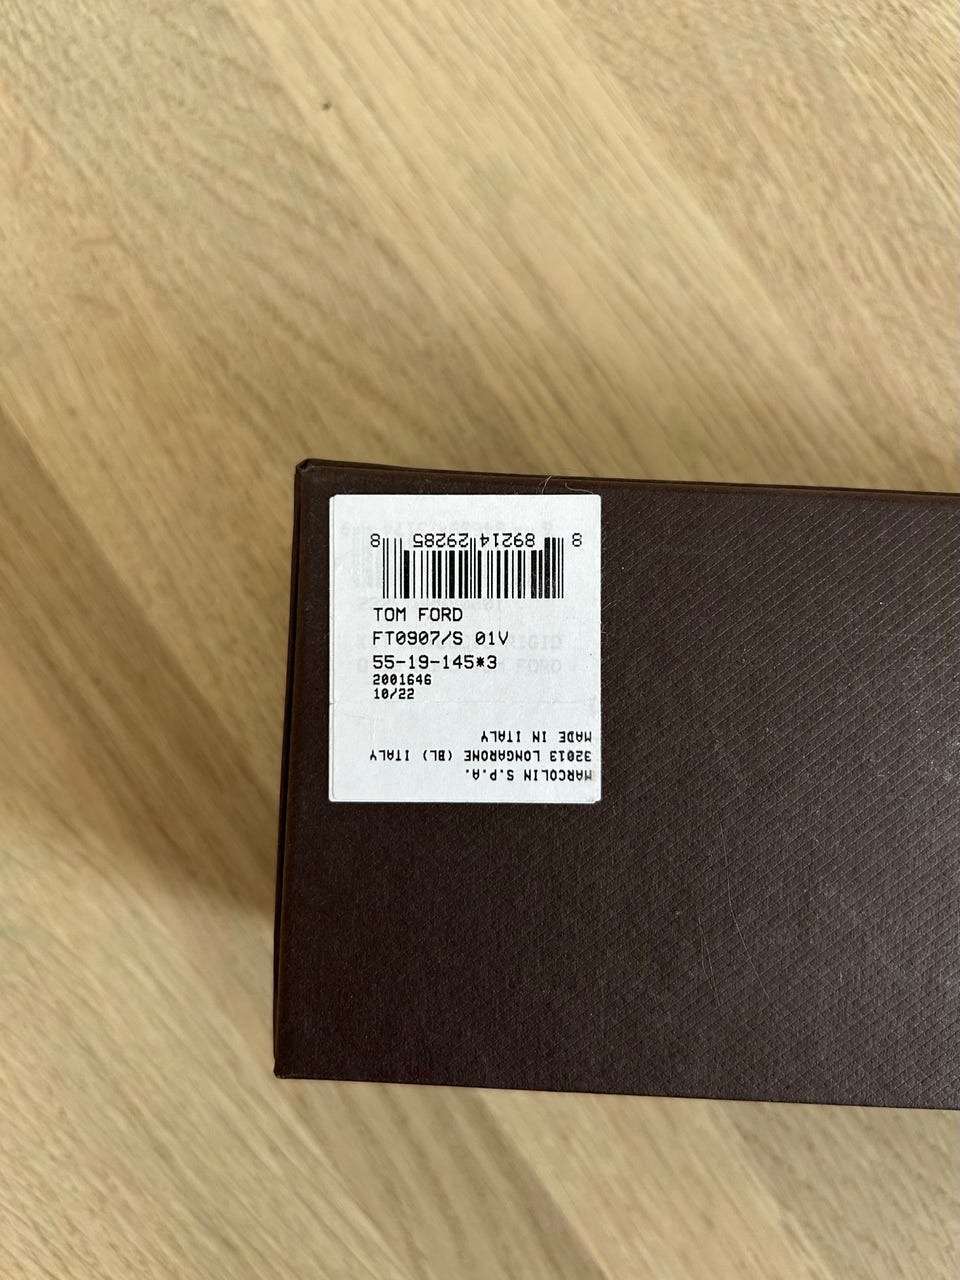 8 89214 29285 8
TOM FORD
FT0907/S 01V
55-19-145*3
2001646
10/22
MARCOLIN S.P.A.
32013 LONGARONE (BL) ITALY
MADE IN ITALY